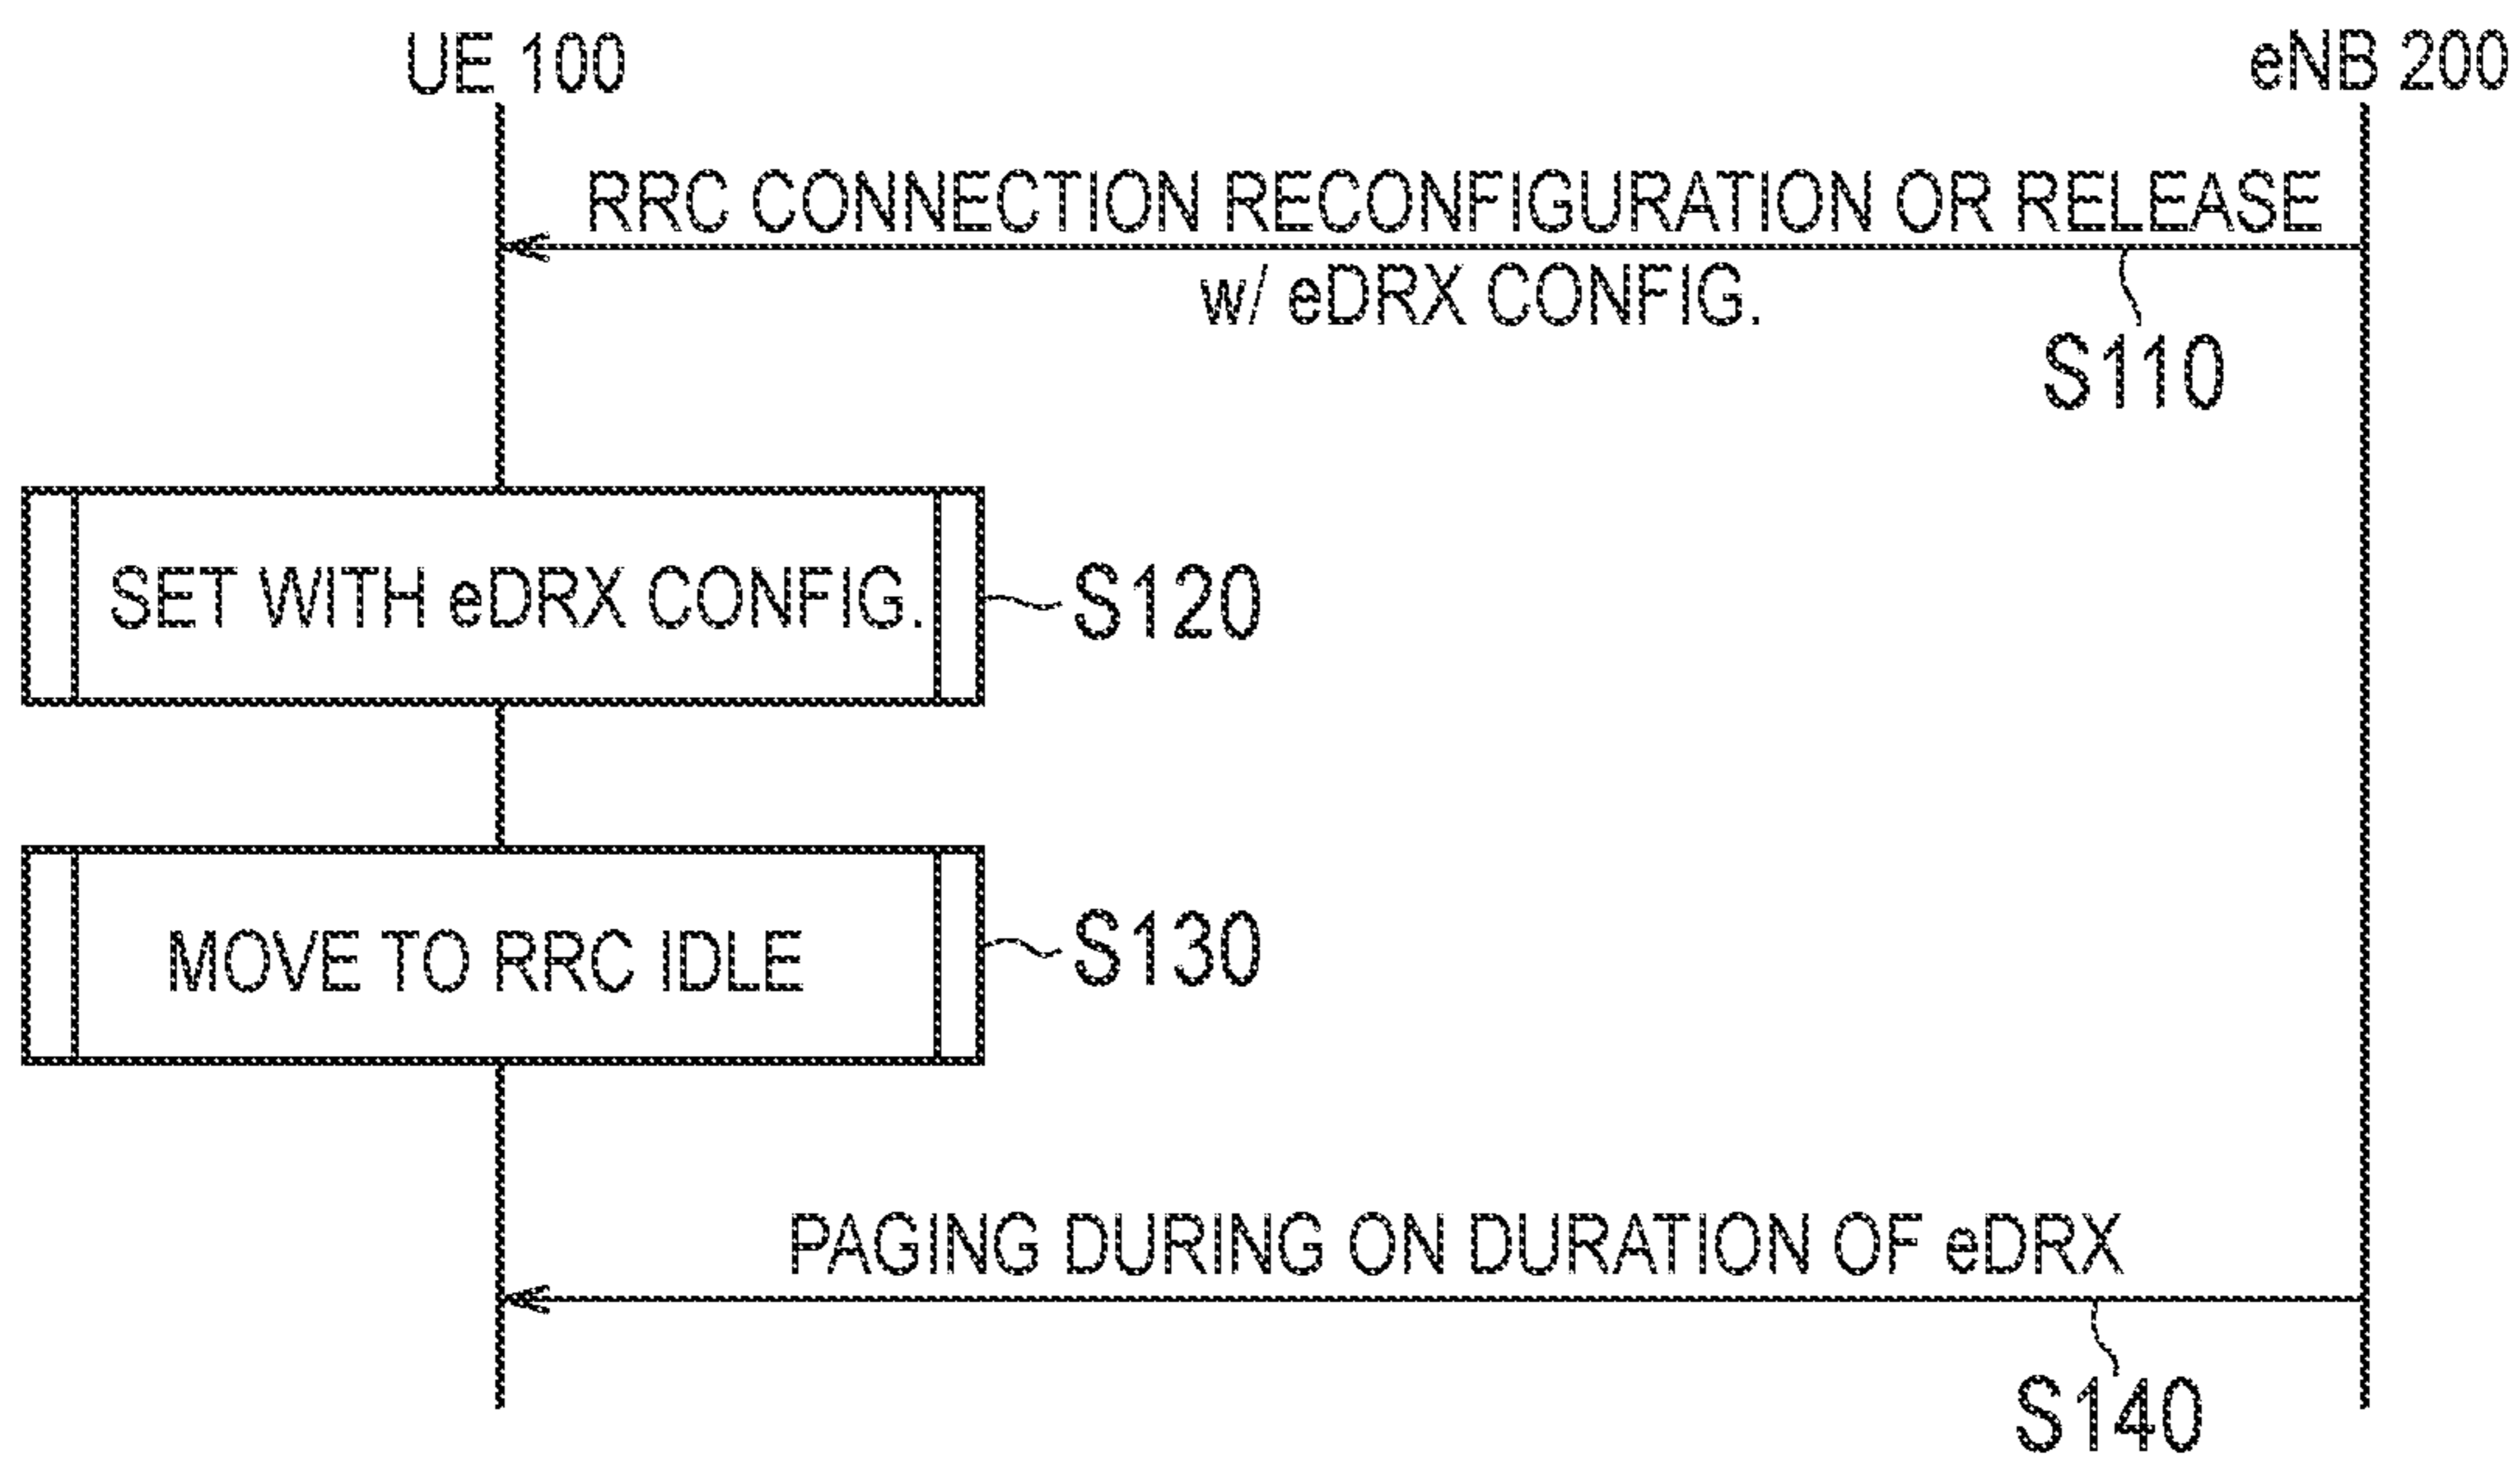 UE 100
eNB 200
RRC CONNECTION RECONFIGURATION OR RELEASE
w/ eDRX CONFIG.
S110
SET WITH eDRX CONFIG.
S120
MOVE TO RRC IDLE
S130
PAGING DURING ON DURATION OF eDRX
S140